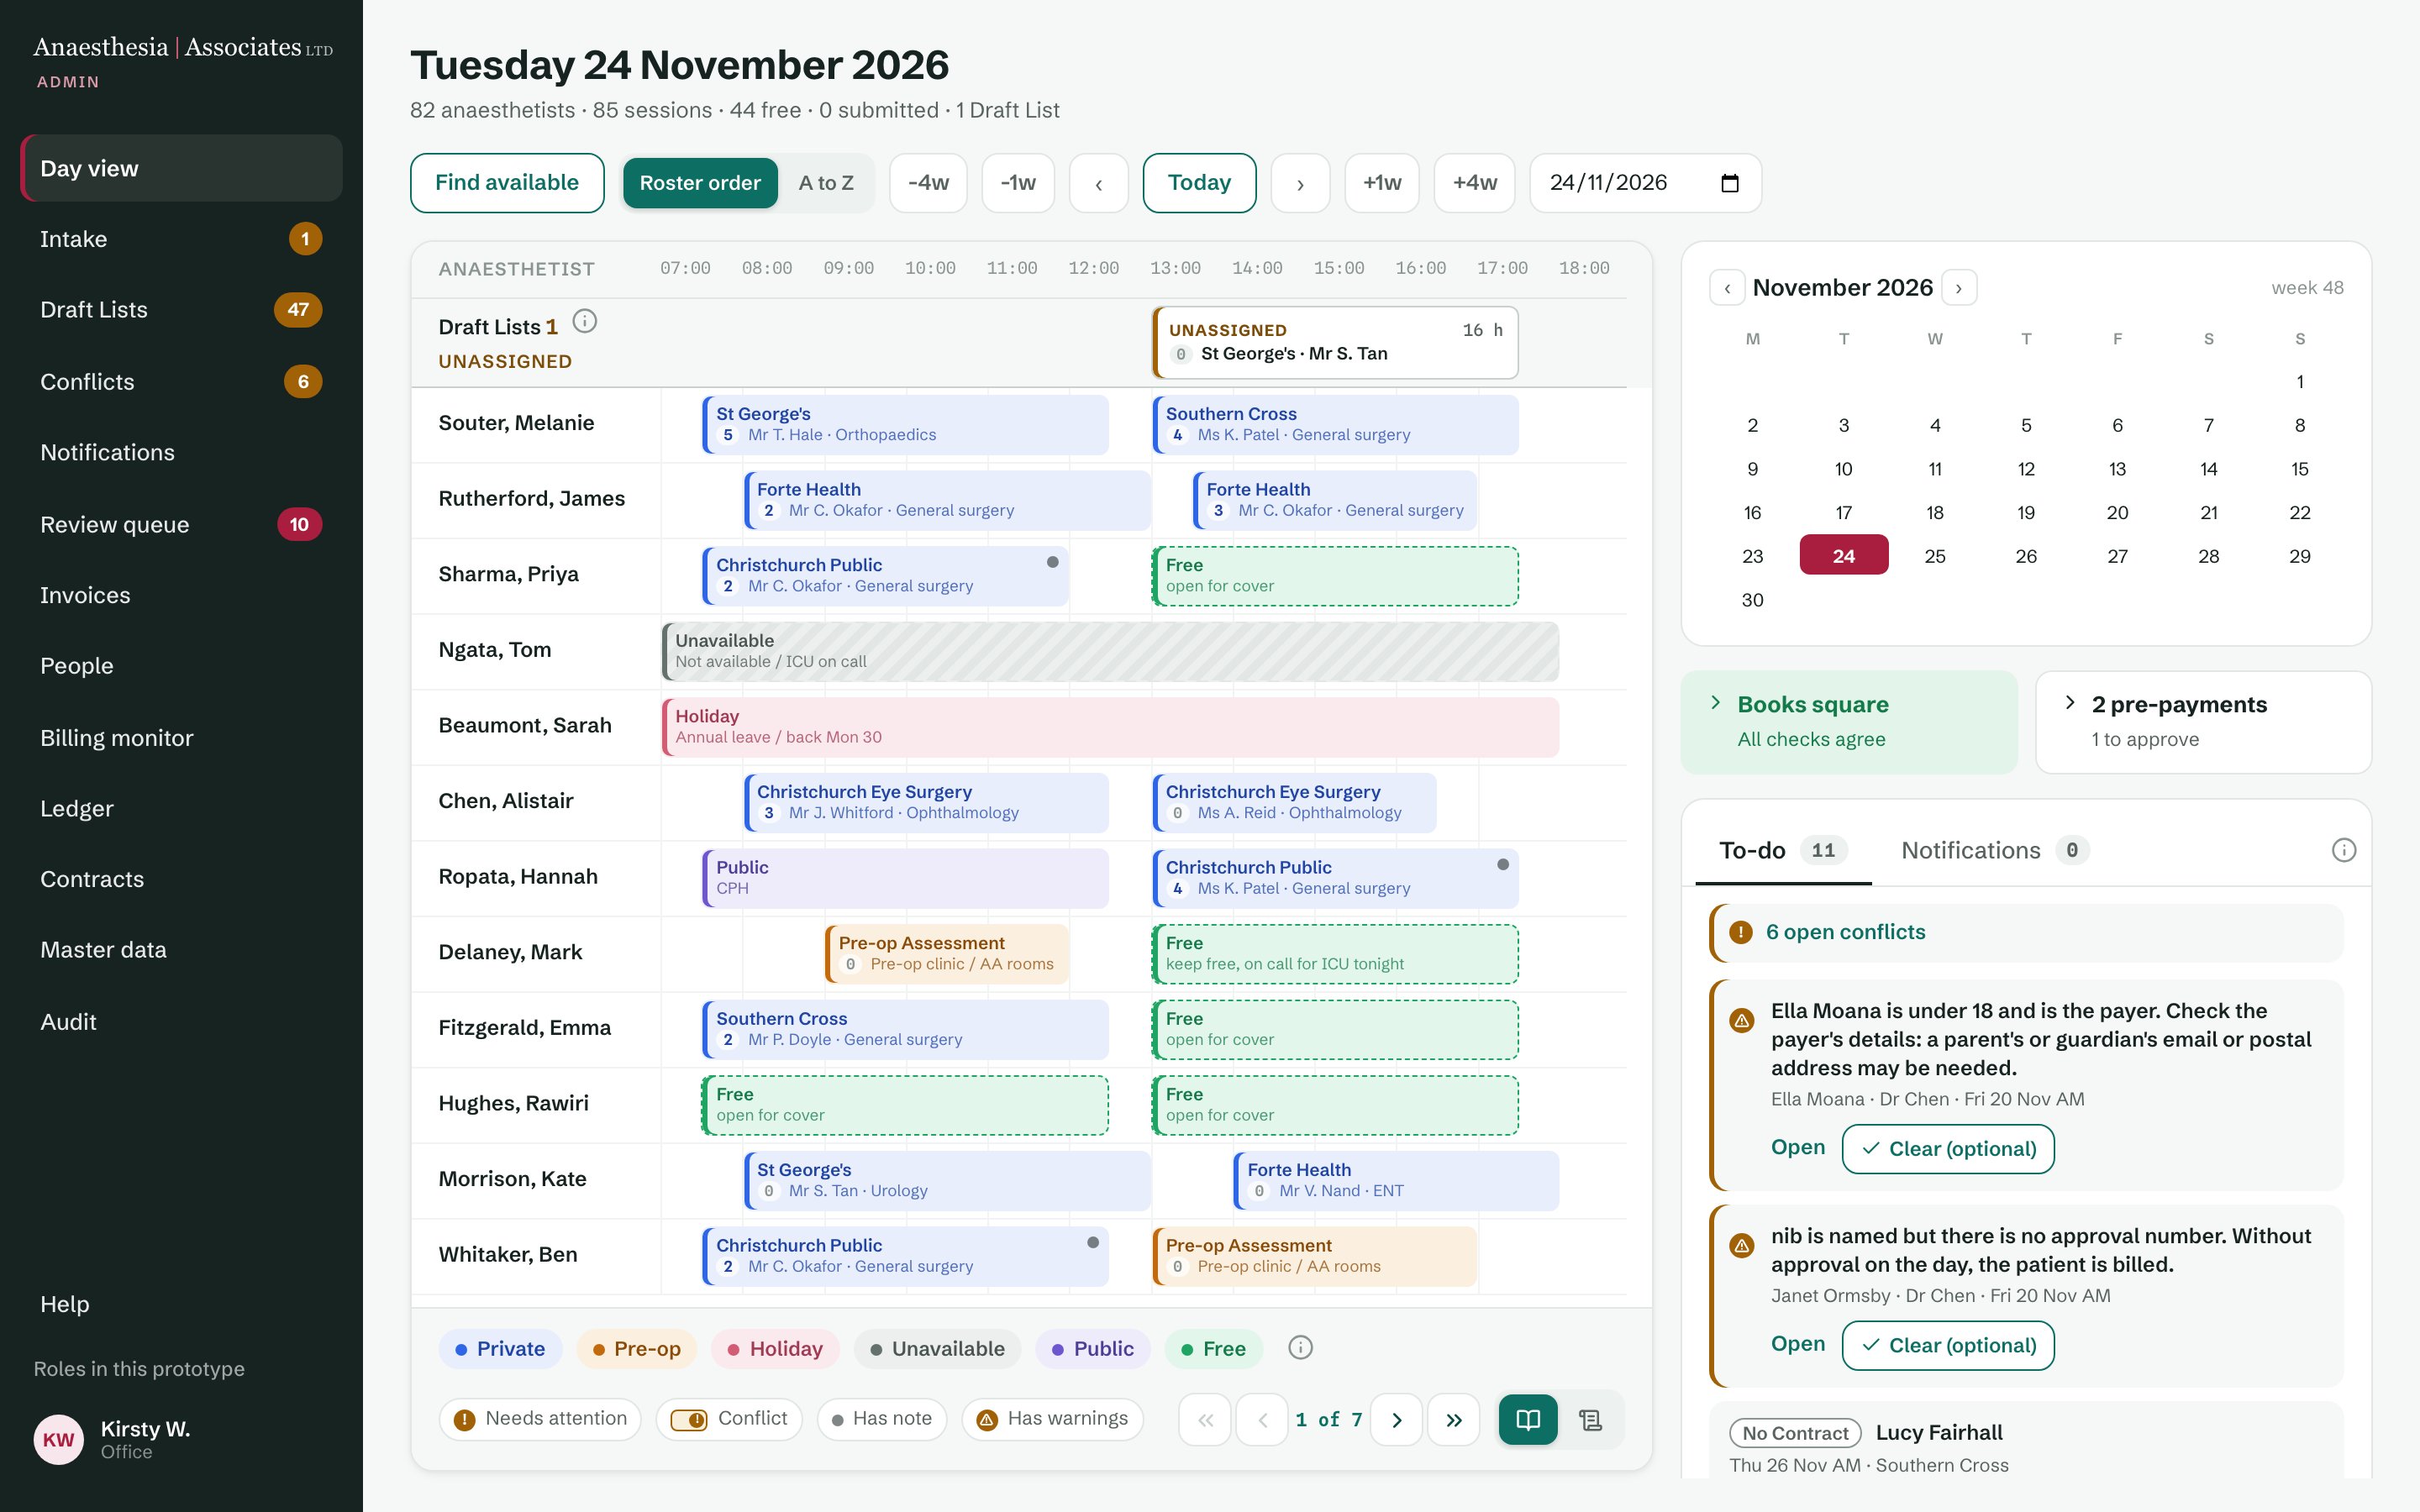 Anaesthesia | Associates LTD
ADMIN
Day view
Intake 1
Draft Lists 47
Conflicts 6
Notifications
Review queue 10
Invoices
People
Billing monitor
Ledger
Contracts
Master data
Audit
Help
Roles in this prototype
KW
Kirsty W.
Office
Tuesday 24 November 2026
82 anaesthetists · 85 sessions · 44 free · 0 submitted · 1 Draft List
Find available
Roster order
A to Z
-4w
-1w
‹
Today
›
+1w
+4w
24/11/2026
ANAESTHETIST 07:00 08:00 09:00 10:00 11:00 12:00 13:00 14:00 15:00 16:00 17:00 18:00
Draft Lists 1
UNASSIGNED
UNASSIGNED 16 h
0 St George's · Mr S. Tan
Souter, Melanie
St George's
5 Mr T. Hale · Orthopaedics
Southern Cross
4 Ms K. Patel · General surgery
Rutherford, James
Forte Health
2 Mr C. Okafor · General surgery
Forte Health
3 Mr C. Okafor · General surgery
Sharma, Priya
Christchurch Public
2 Mr C. Okafor · General surgery
Free
open for cover
Ngata, Tom
Unavailable
Not available / ICU on call
Beaumont, Sarah
Holiday
Annual leave / back Mon 30
Chen, Alistair
Christchurch Eye Surgery
3 Mr J. Whitford · Ophthalmology
Christchurch Eye Surgery
0 Ms A. Reid · Ophthalmology
Ropata, Hannah
Public
CPH
Christchurch Public
4 Ms K. Patel · General surgery
Delaney, Mark
Pre-op Assessment
0 Pre-op clinic / AA rooms
Free
keep free, on call for ICU tonight
Fitzgerald, Emma
Southern Cross
2 Mr P. Doyle · General surgery
Free
open for cover
Hughes, Rawiri
Free
open for cover
Free
open for cover
Morrison, Kate
St George's
0 Mr S. Tan · Urology
Forte Health
0 Mr V. Nand · ENT
Whitaker, Ben
Christchurch Public
2 Mr C. Okafor · General surgery
Pre-op Assessment
0 Pre-op clinic / AA rooms
Private
Pre-op
Holiday
Unavailable
Public
Free
Needs attention
Conflict
Has note
Has warnings
« ‹ 1 of 7 › »
‹ November 2026 › week 48
M T W T F S S
1
2 3 4 5 6 7 8
9 10 11 12 13 14 15
16 17 18 19 20 21 22
23 24 25 26 27 28 29
30
Books square
All checks agree
2 pre-payments
1 to approve
To-do 11
Notifications 0
6 open conflicts
Ella Moana is under 18 and is the payer. Check the
payer's details: a parent's or guardian's email or postal
address may be needed.
Ella Moana · Dr Chen · Fri 20 Nov AM
Open
Clear (optional)
nib is named but there is no approval number. Without
approval on the day, the patient is billed.
Janet Ormsby · Dr Chen · Fri 20 Nov AM
Open
Clear (optional)
No Contract Lucy Fairhall
Thu 26 Nov AM · Southern Cross